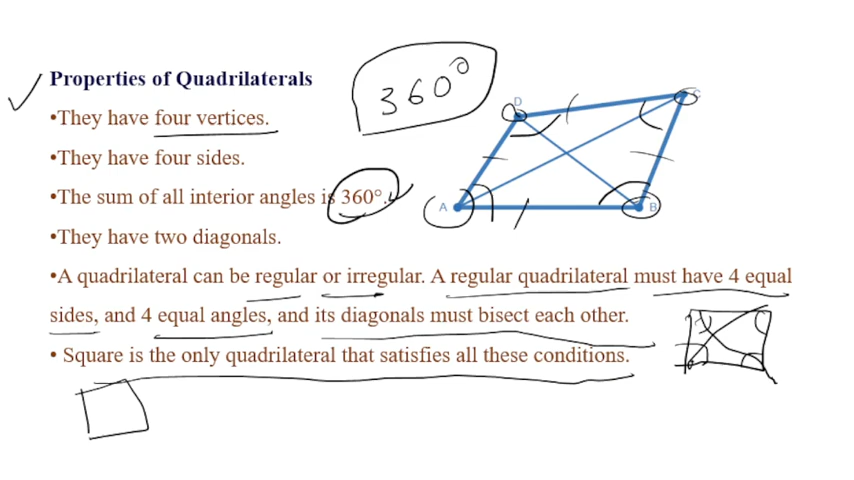 Properties of Quadrilaterals
360°
•They have four vertices.
•They have four sides.
•The sum of all interior angles is 360°.
•They have two diagonals.
•A quadrilateral can be regular or irregular. A regular quadrilateral must have 4 equal
sides, and 4 equal angles, and its diagonals must bisect each other.
• Square is the only quadrilateral that satisfies all these conditions.
D
C
A
B